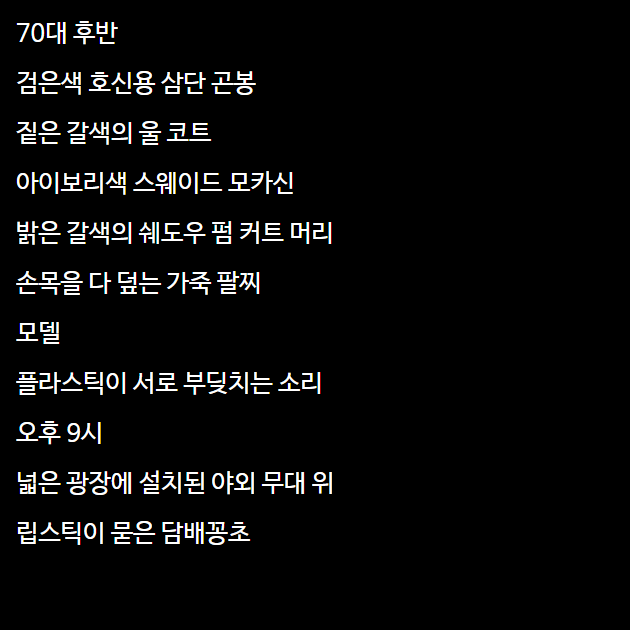 70대 후반
검은색 호신용 삼단 곤봉
짙은 갈색의 울 코트
아이보리색 스웨이드 모카신
밝은 갈색의 쉐도우 펌 커트 머리
손목을 다 덮는 가죽 팔찌
모델
플라스틱이 서로 부딪치는 소리
오후 9시
넓은 광장에 설치된 야외 무대 위
립스틱이 묻은 담배꽁초